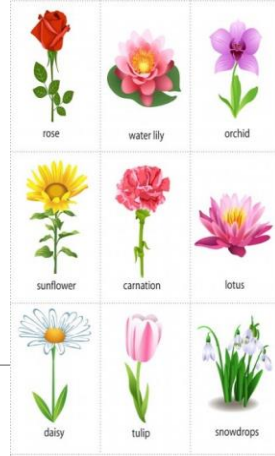 rose
water lily
orchid
sunflower
carnation
lotus
daisy
tulip
snowdrops